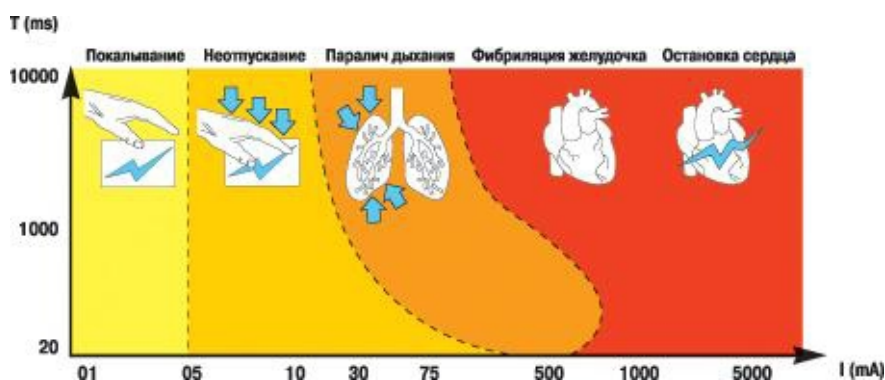 T (ms)
Покалывание Неотпускание Паралич дыхания Фибриляция желудочка Остановка сердца
10000
1000
20
01 05 10 30 75 500 1000 5000 I (mA)